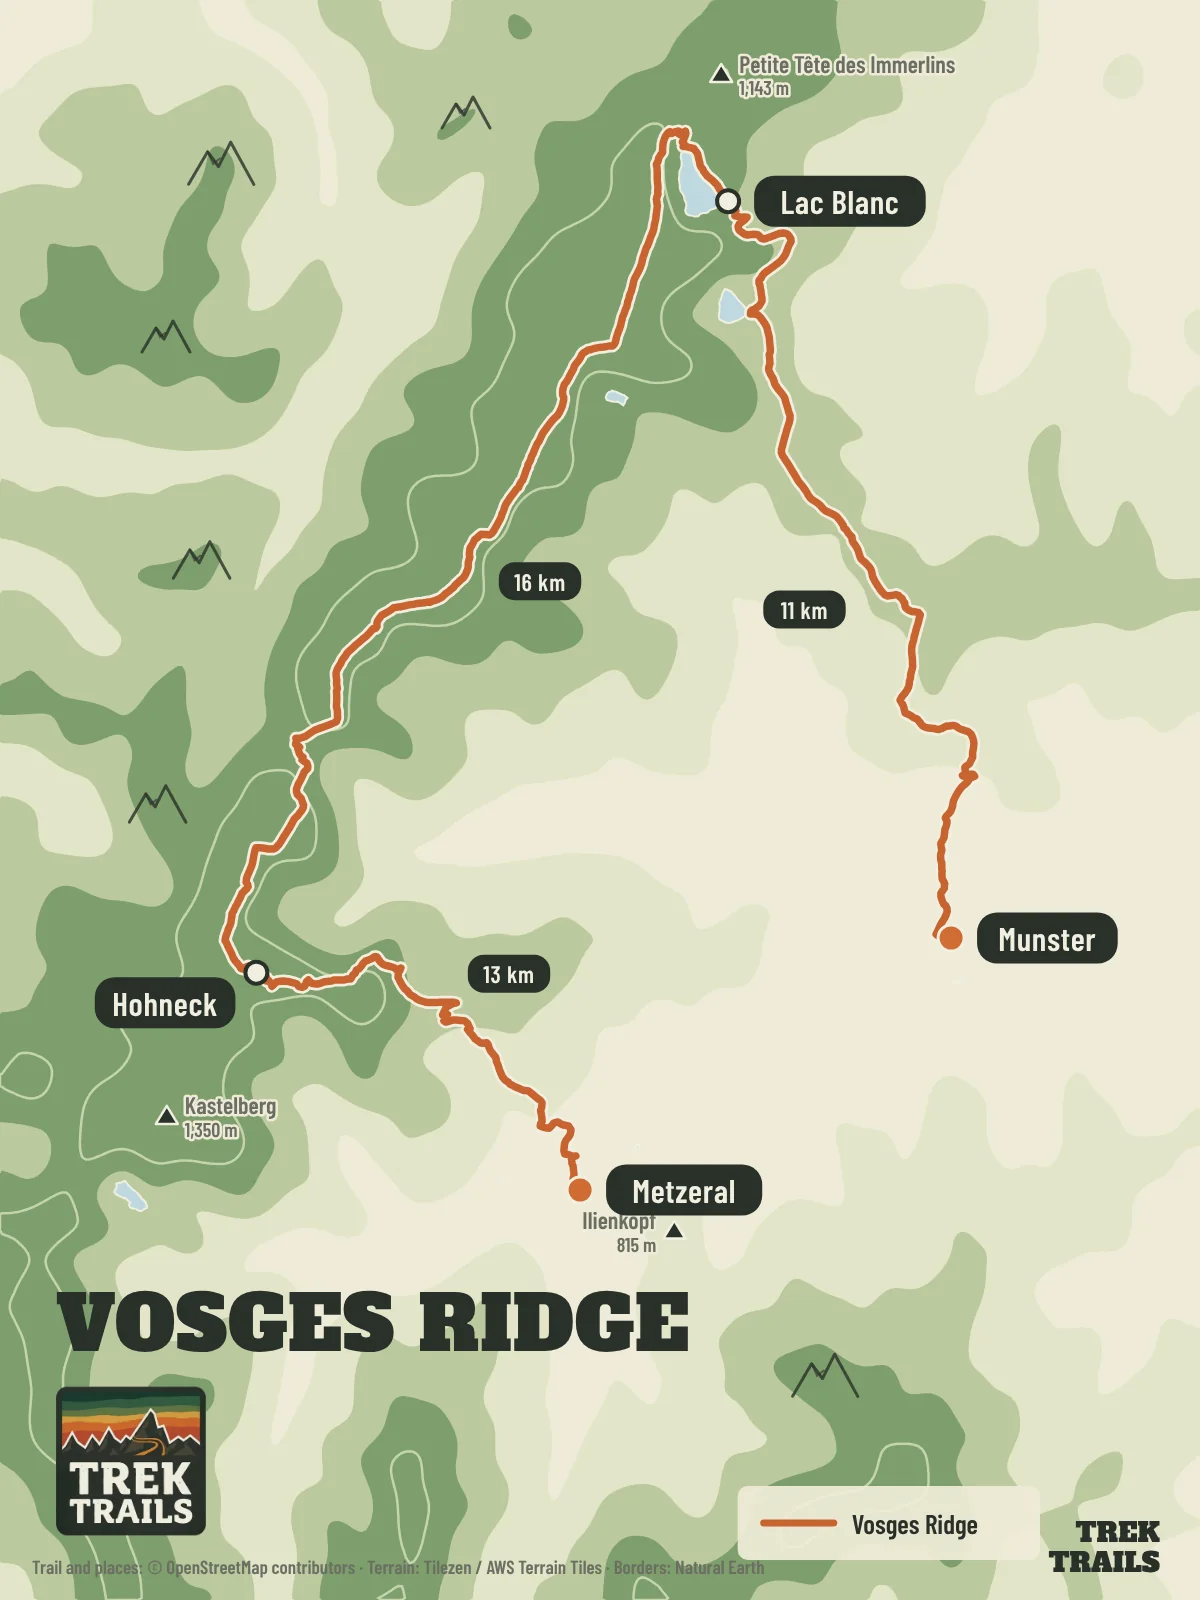 Petite Tête des Immerlins
1,143 m
Lac Blanc
16 km
11 km
Munster
13 km
Hohneck
Kastelberg
1,350 m
Metzeral
Ilienkopf
815 m
VOSGES RIDGE
TREK
TRAILS
Vosges Ridge
TREK
TRAILS
Trail and places: © OpenStreetMap contributors · Terrain: Tilezen / AWS Terrain Tiles · Borders: Natural Earth